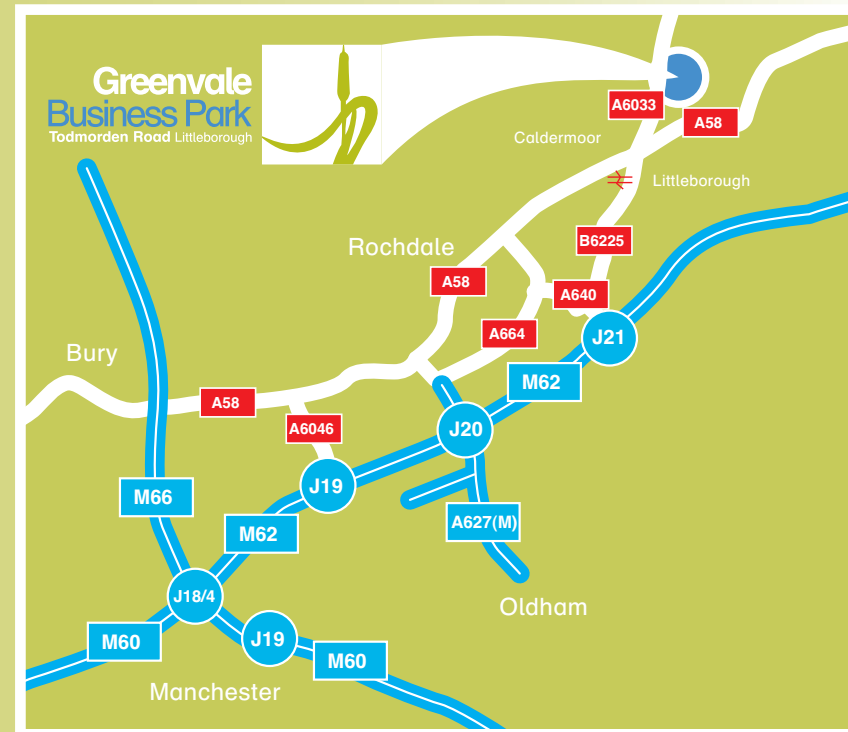 Greenvale
Business Park
Todmorden Road Littleborough
A6033
A58
Caldermoor
Littleborough
B6225
Rochdale
A58
A640
A664
J21
Bury
M62
A58
A6046
J20
J19
M66
A627(M)
M62
J18/4
Oldham
J19
M60
M60
Manchester